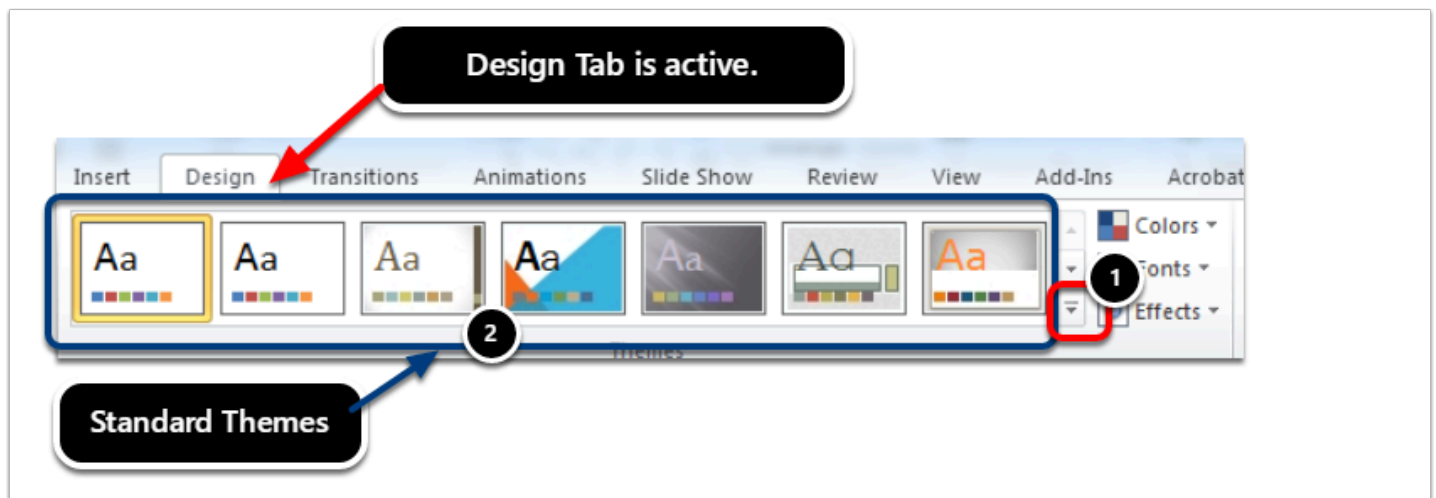 Design Tab is active.
Insert Design Transitions Animations Slide Show Review View Add-Ins Acrobat
Aa Aa Aa Aa Aa Aa Aa
Colors
1
Fonts
Effects
2
Themes
Standard Themes